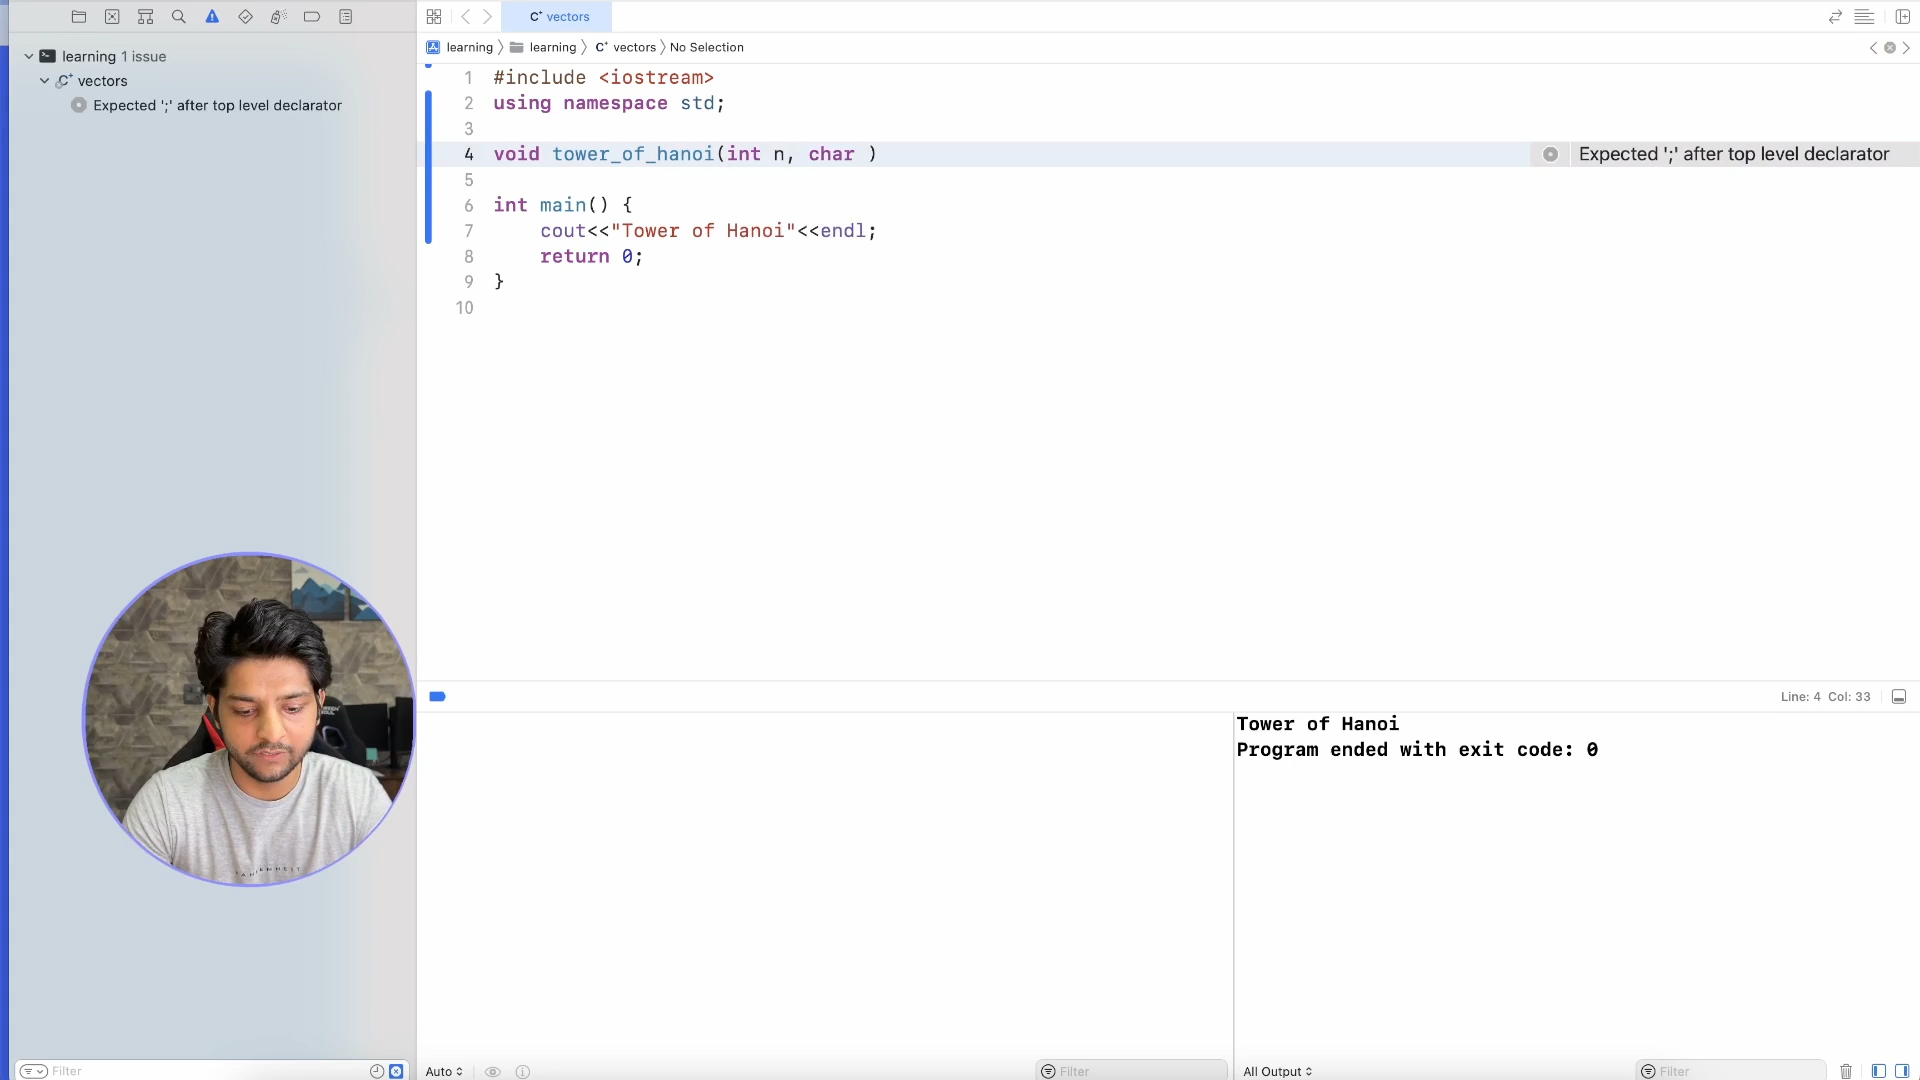 vectors
learning 1 issue
vectors
Expected ';' after top level declarator
learning
learning
vectors
No Selection
1 #include <iostream>
2 using namespace std;
3
4 void tower_of_hanoi(int n, char )
Expected ';' after top level declarator
5
6 int main() {
7 cout<<"Tower of Hanoi"<<endl;
8 return 0;
9 }
10
Line: 4 Col: 33
Tower of Hanoi
Program ended with exit code: 0
Filter
Auto
Filter
All Output
Filter